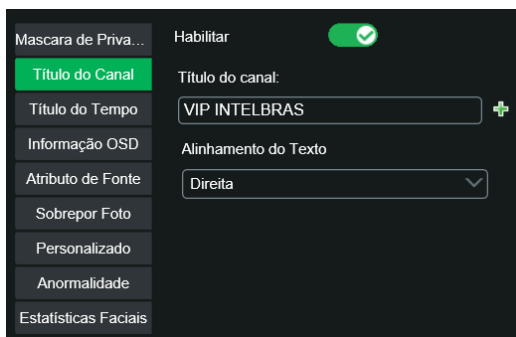 Mascara de Priva...
Título do Canal
Título do Tempo
Informação OSD
Atributo de Fonte
Sobrepor Foto
Personalizado
Anormalidade
Estatísticas Faciais
Habilitar
Título do canal:
VIP INTELBRAS
Alinhamento do Texto
Direita